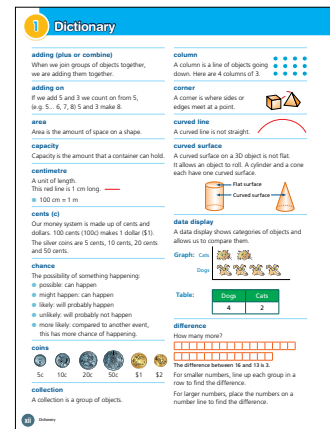 1 Dictionary
adding (plus or combine)
When we join groups of objects together,
we are adding them together.
adding on
If we add 5 and 3 we count on from 5,
(e.g. 5... 6, 7, 8) 5 and 3 make 8.
area
Area is the amount of space on a shape.
capacity
Capacity is the amount that a container can hold.
centimetre
A unit of length.
This red line is 1 cm long.
100 cm = 1 m
cents (c)
Our money system is made up of cents and
dollars. 100 cents (100c) makes 1 dollar ($1).
The silver coins are 5 cents, 10 cents, 20 cents
and 50 cents.
chance
The possibility of something happening:
possible: can happen
might happen: can happen
likely: will probably happen
unlikely: will probably not happen
more likely: compared to another event,
this has more chance of happening.
coins
5c 10c 20c 50c $1 $2
collection
A collection is a group of objects.
column
A column is a line of objects going
down. Here are 4 columns of 3.
corner
A corner is where sides or
edges meet at a point.
curved line
A curved line is not straight.
curved surface
A curved surface on a 3D object is not flat.
It allows an object to roll. A cylinder and a cone
each have one curved surface.
Flat surface
Curved surface
data display
A data display shows categories of objects and
allows us to compare them.
Graph: Cats
Dogs
Table: Dogs Cats
4 2
difference
How many more?
The difference between 16 and 13 is 3.
For smaller numbers, line up each group in a
row to find the difference.
For larger numbers, place the numbers on a
number line to find the difference.
xii Dictionary